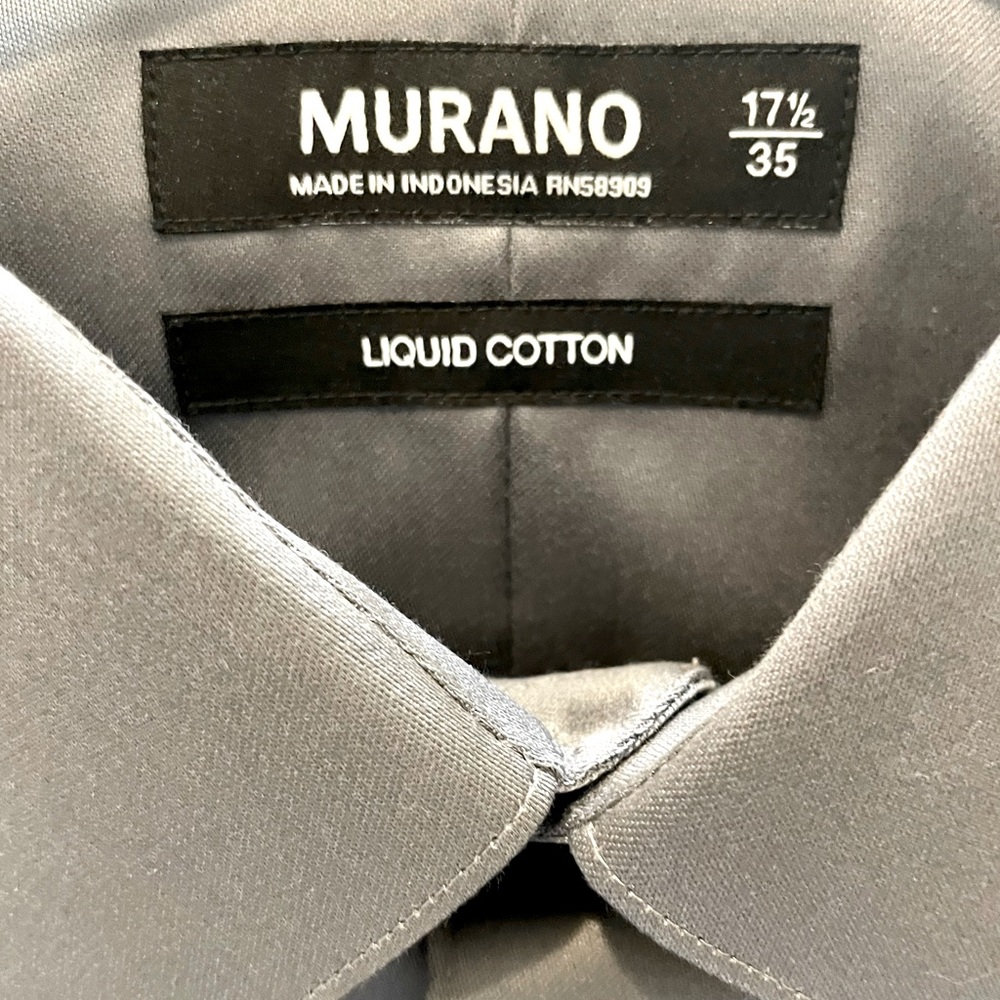 MURANO
MADE IN INDONESIA RN58909
17½
35
LIQUID COTTON